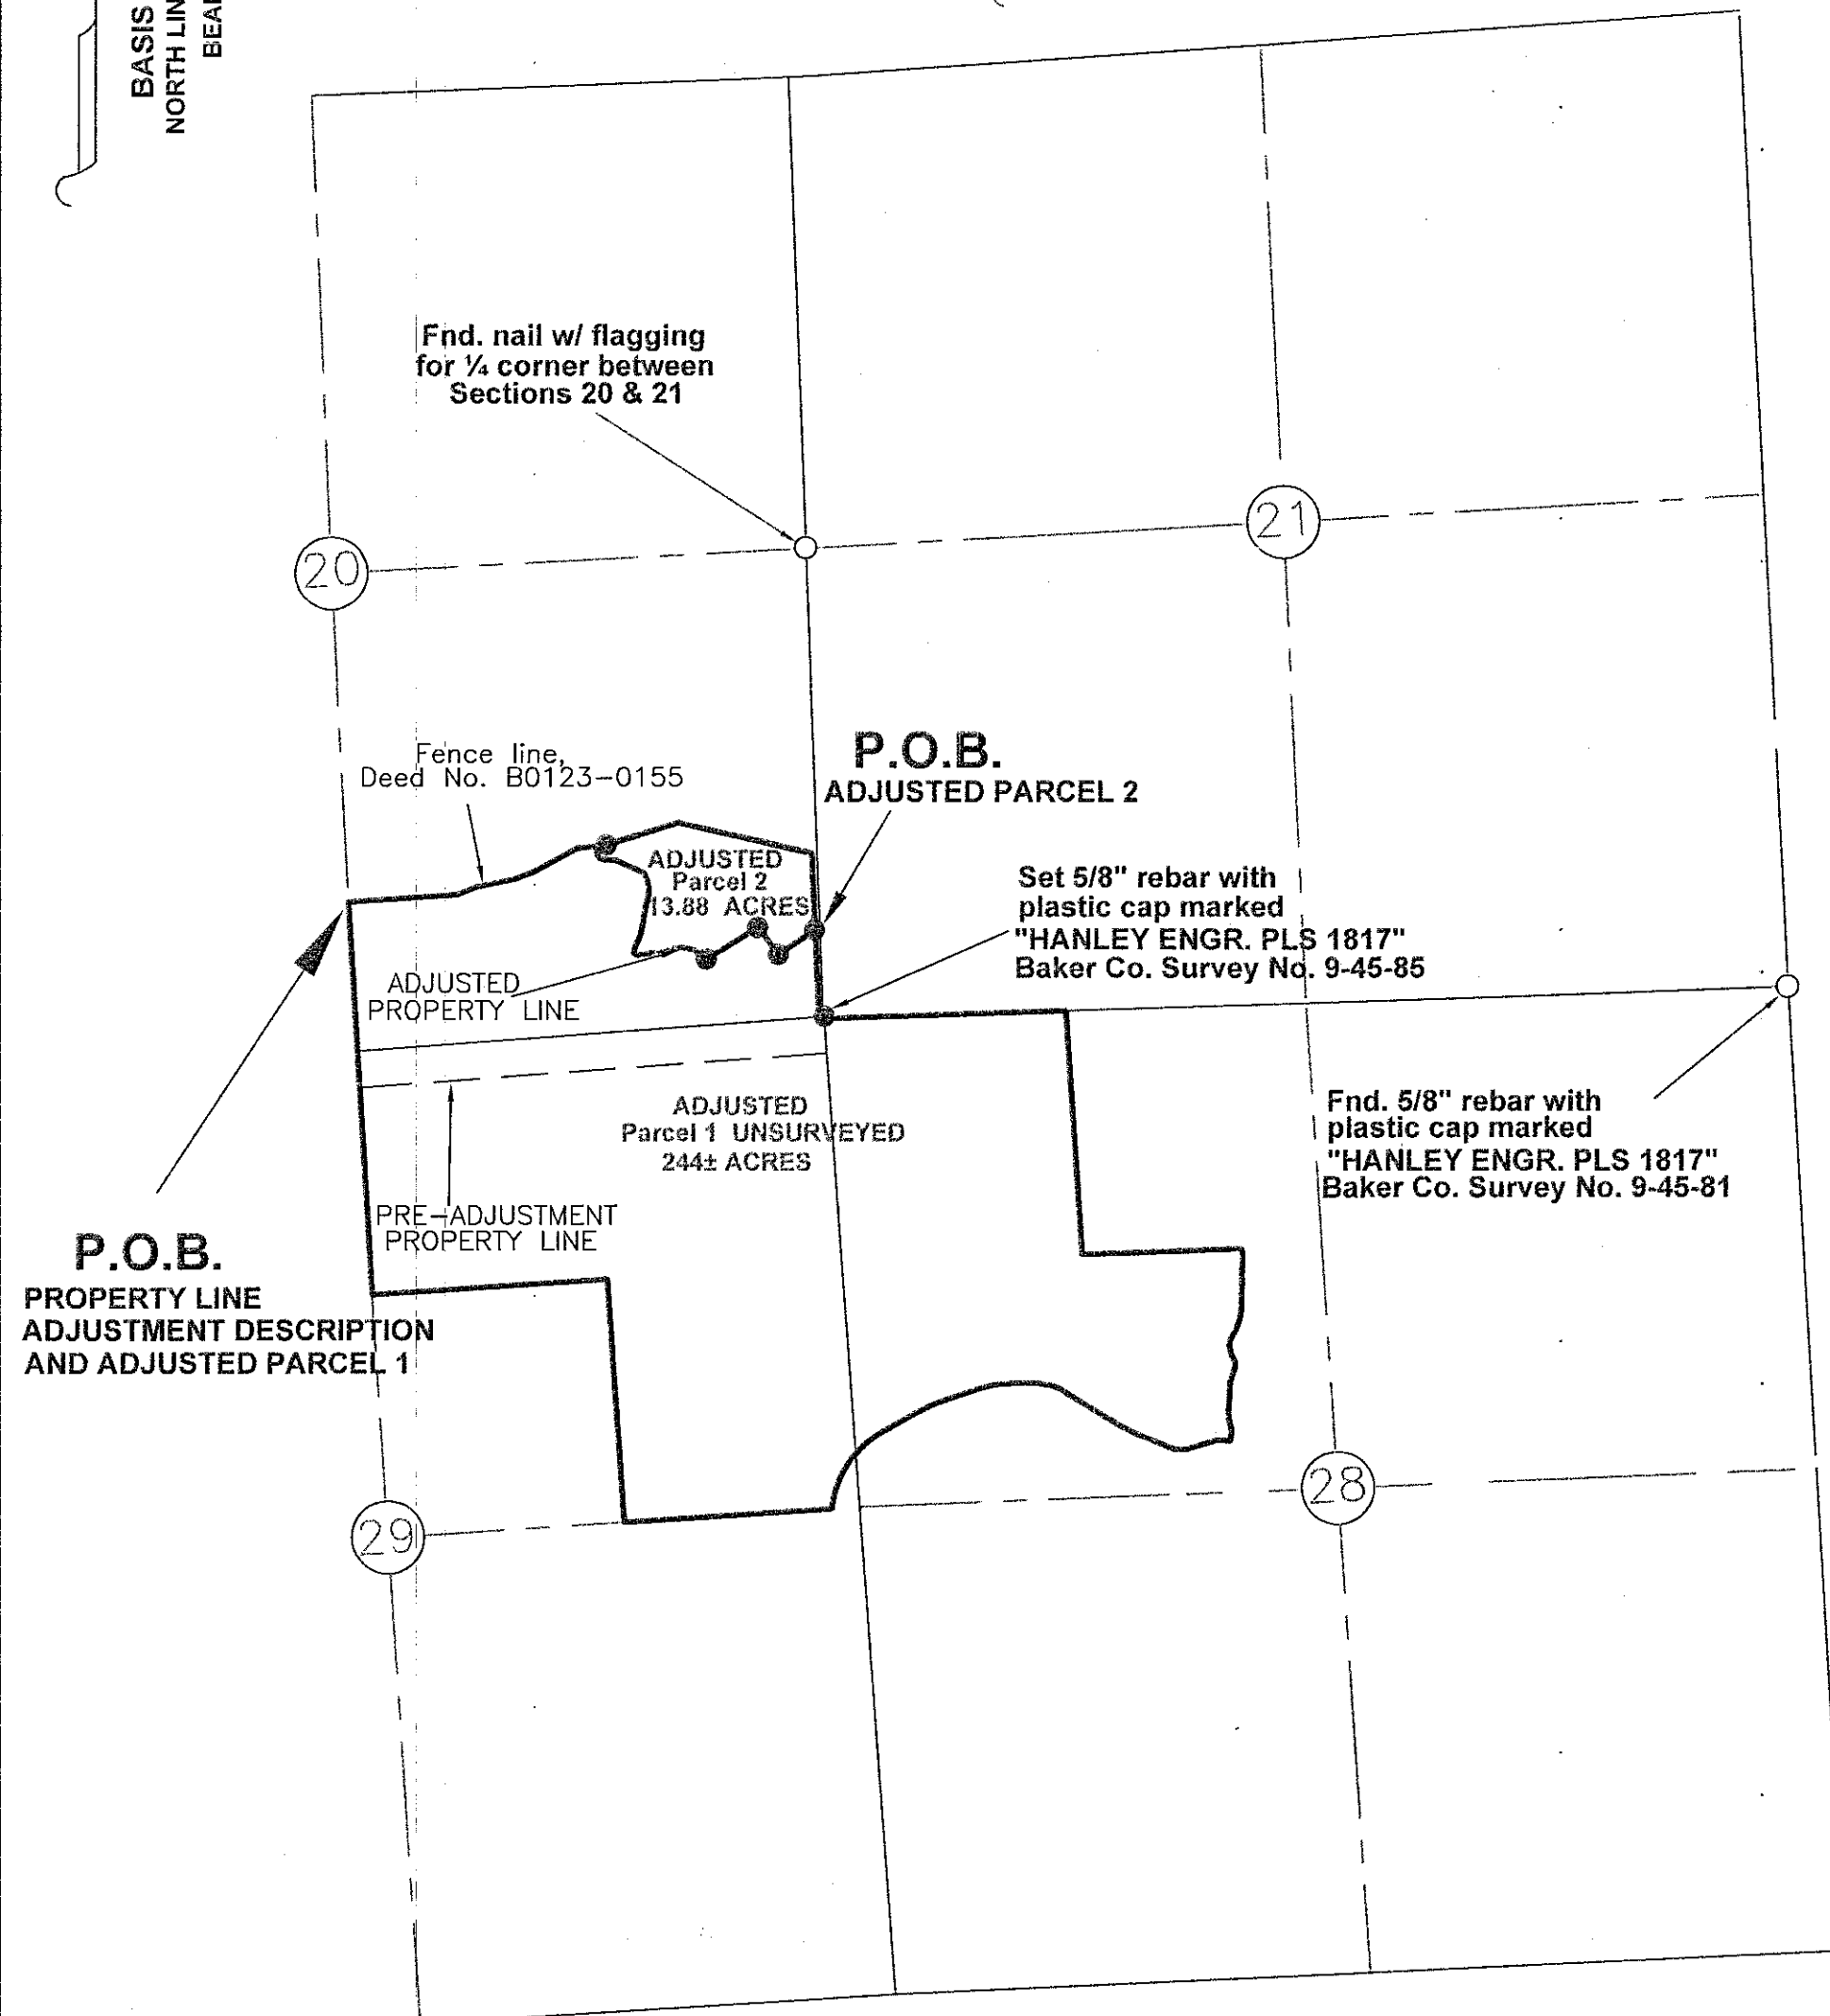 BASIS
NORTH LIN
BEA
Fnd. nail w/ flagging
for ¼ corner between
Sections 20 & 21
20
21
Fence line,
Deed No. B0123-0155
P.O.B.
ADJUSTED PARCEL 2
ADJUSTED
Parcel 2
13.88 ACRES
Set 5/8" rebar with
plastic cap marked
"HANLEY ENGR. PLS 1817"
Baker Co. Survey No. 9-45-85
ADJUSTED
PROPERTY LINE
ADJUSTED
Parcel 1 UNSURVEYED
244± ACRES
Fnd. 5/8" rebar with
plastic cap marked
"HANLEY ENGR. PLS 1817"
Baker Co. Survey No. 9-45-81
PRE-ADJUSTMENT
PROPERTY LINE
P.O.B.
PROPERTY LINE
ADJUSTMENT DESCRIPTION
AND ADJUSTED PARCEL 1
28
29